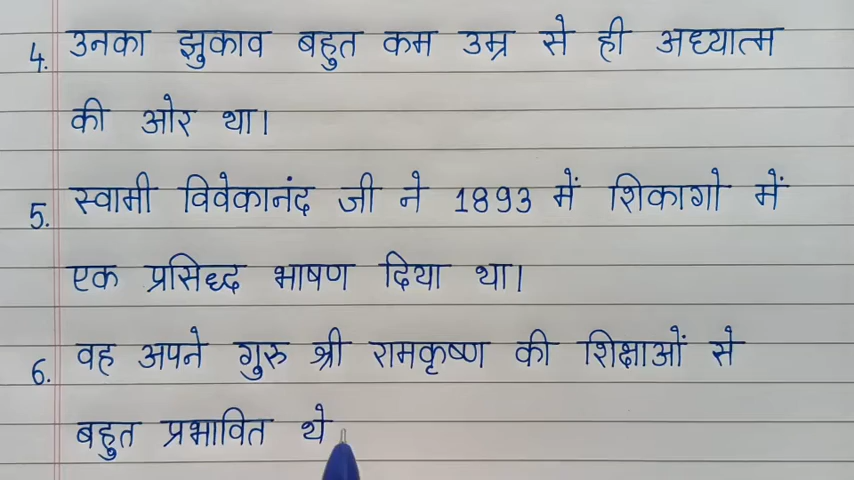 4. उनका झुकाव बहुत कम उम्र से ही अध्यात्म
की ओर था।
5. स्वामी विवेकानंद जी ने 1893 में शिकागो में
एक प्रसिध्द भाषण दिया था।
6. वह अपने गुरु श्री रामकृष्ण की शिक्षाओं से
बहुत प्रभावित थे